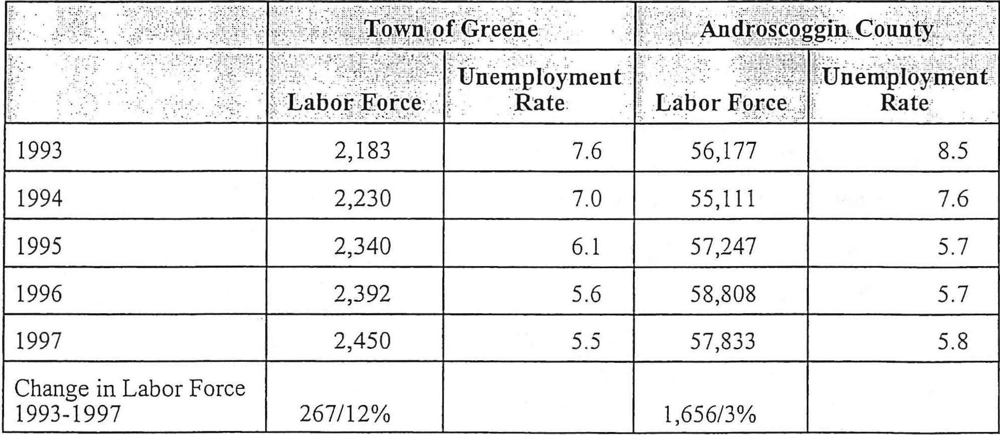 Town of Greene Androscoggin County
Labor Force Unemployment Rate Labor Force Unemployment Rate
1993 2,183 7.6 56,177 8.5
1994 2,230 7.0 55,111 7.6
1995 2,340 6.1 57,247 5.7
1996 2,392 5.6 58,808 5.7
1997 2,450 5.5 57,833 5.8
Change in Labor Force
1993-1997 267/12% 1,656/3%